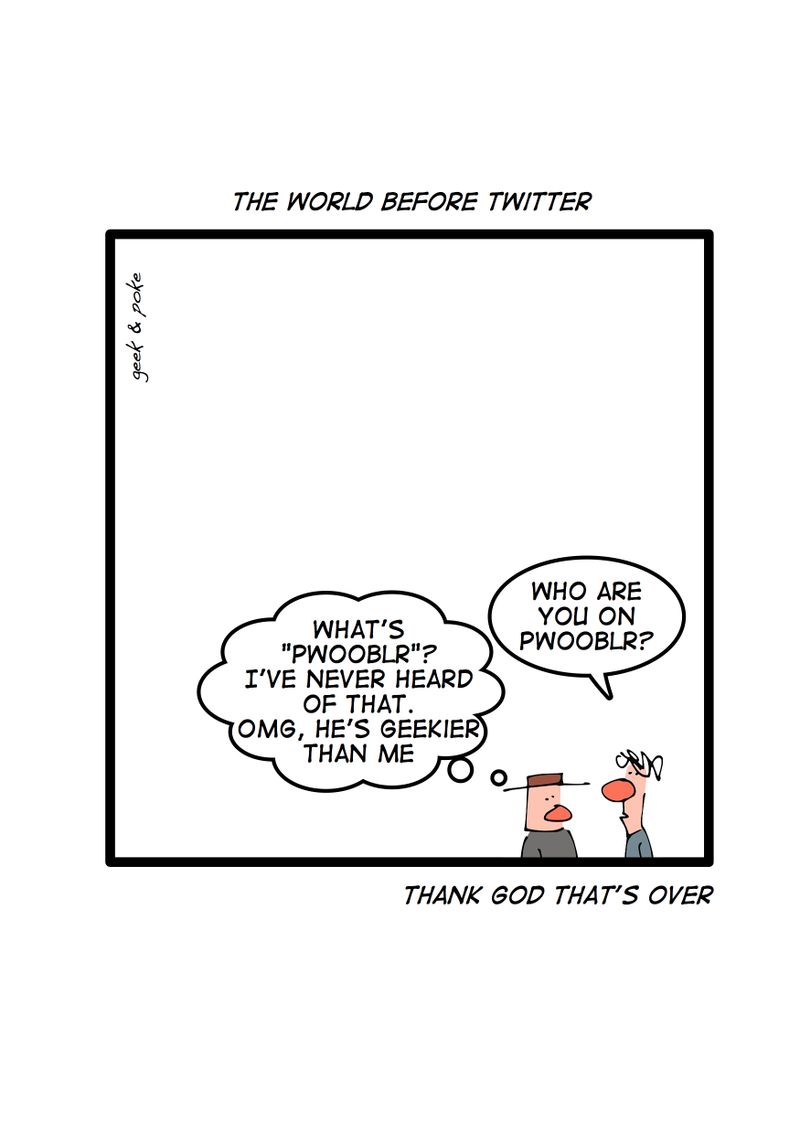 THE WORLD BEFORE TWITTER
geek & poke
WHO ARE
YOU ON
PWOOBLR?
WHAT'S
"PWOOBLR"?
I'VE NEVER HEARD
OF THAT.
OMG, HE'S GEEKIER
THAN ME
THANK GOD THAT'S OVER